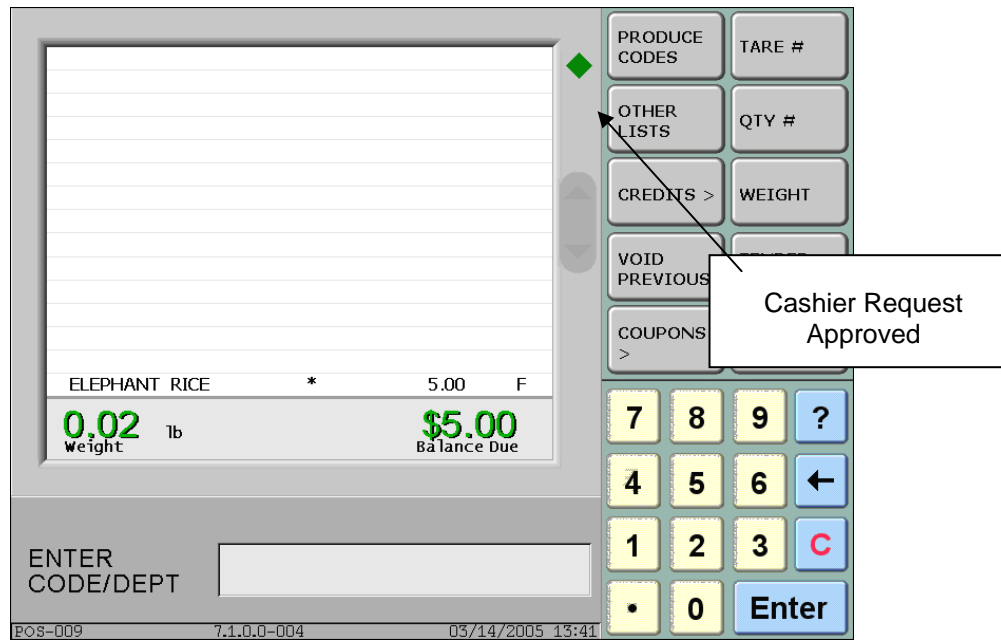 PRODUCE
CODES
TARE #
OTHER
LISTS
QTY #
CREDITS >
WEIGHT
VOID
PREVIOUS
Cashier Request
Approved
COUPONS
>
ELEPHANT RICE * 5.00 F
0.02 lb $5.00
Weight Balance Due
7 8 9 ?
4 5 6 ←
1 2 3 C
. 0 Enter
ENTER
CODE/DEPT
POS-009 7.1.0.0-004 03/14/2005 13:41